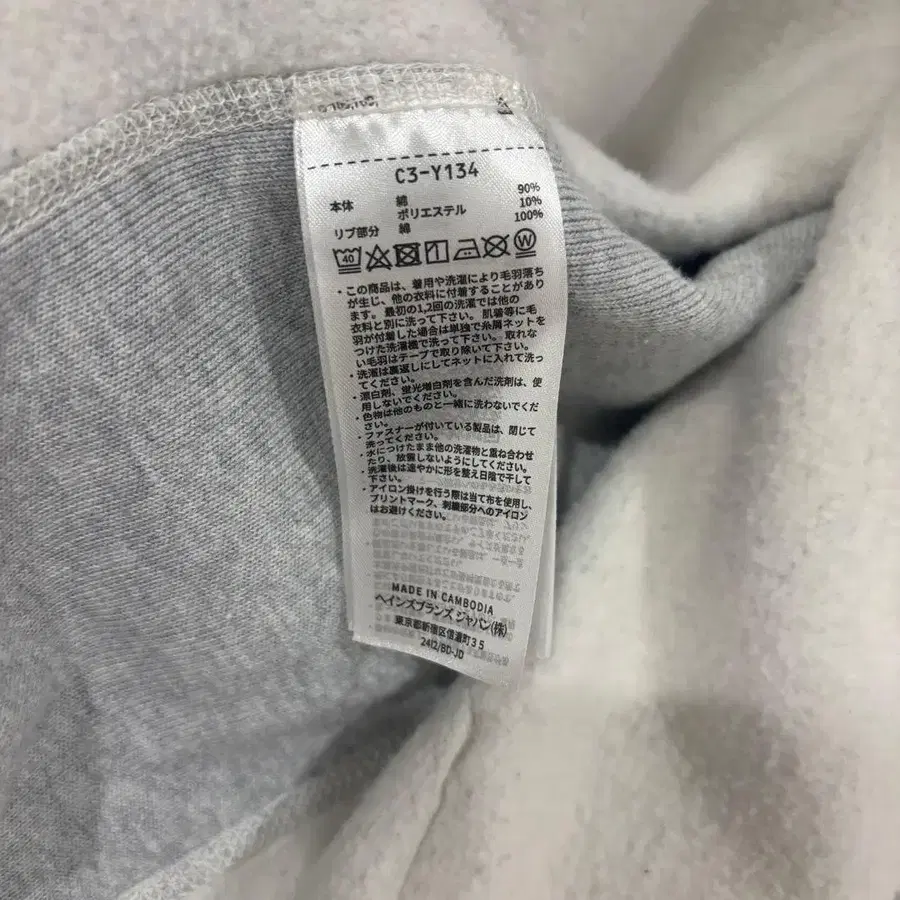 C3-Y134
本体 綿 90%
ポリエステル 10%
リブ部分 綿 100%
40 W
・この商品は、着用や洗濯により毛羽落ち
が生じ、他の衣料に付着することがあり
ます。最初の1,2回の洗濯では他の
衣料と別に洗って下さい。肌着等に毛
羽が付着した場合は単独で糸屑ネットを
つけた洗濯機で洗って下さい。取れな
い毛羽はテープで取り除いて下さい。
・洗濯は裏返しにしてネットに入れて洗っ
てください。
・漂白剤、蛍光増白剤を含んだ洗剤は、使
用しないでください。
・色物は他のものと一緒に洗わないでくだ
さい。
・ファスナーが付いている製品は、閉じて
洗ってください。
・水につけたまま他の洗濯物と重ね合わせ
たり、放置しないようにしてください。
・洗濯後は速やかに形を整え日陰で干して
下さい。
・アイロン掛けを行う際は当て布を使用し、
プリントマーク、刺繍部分へのアイロン
はお避けください。
MADE IN CAMBODIA
ヘインズブランズ ジャパン(株)
東京都新宿区信濃町35
2412/BD-JD